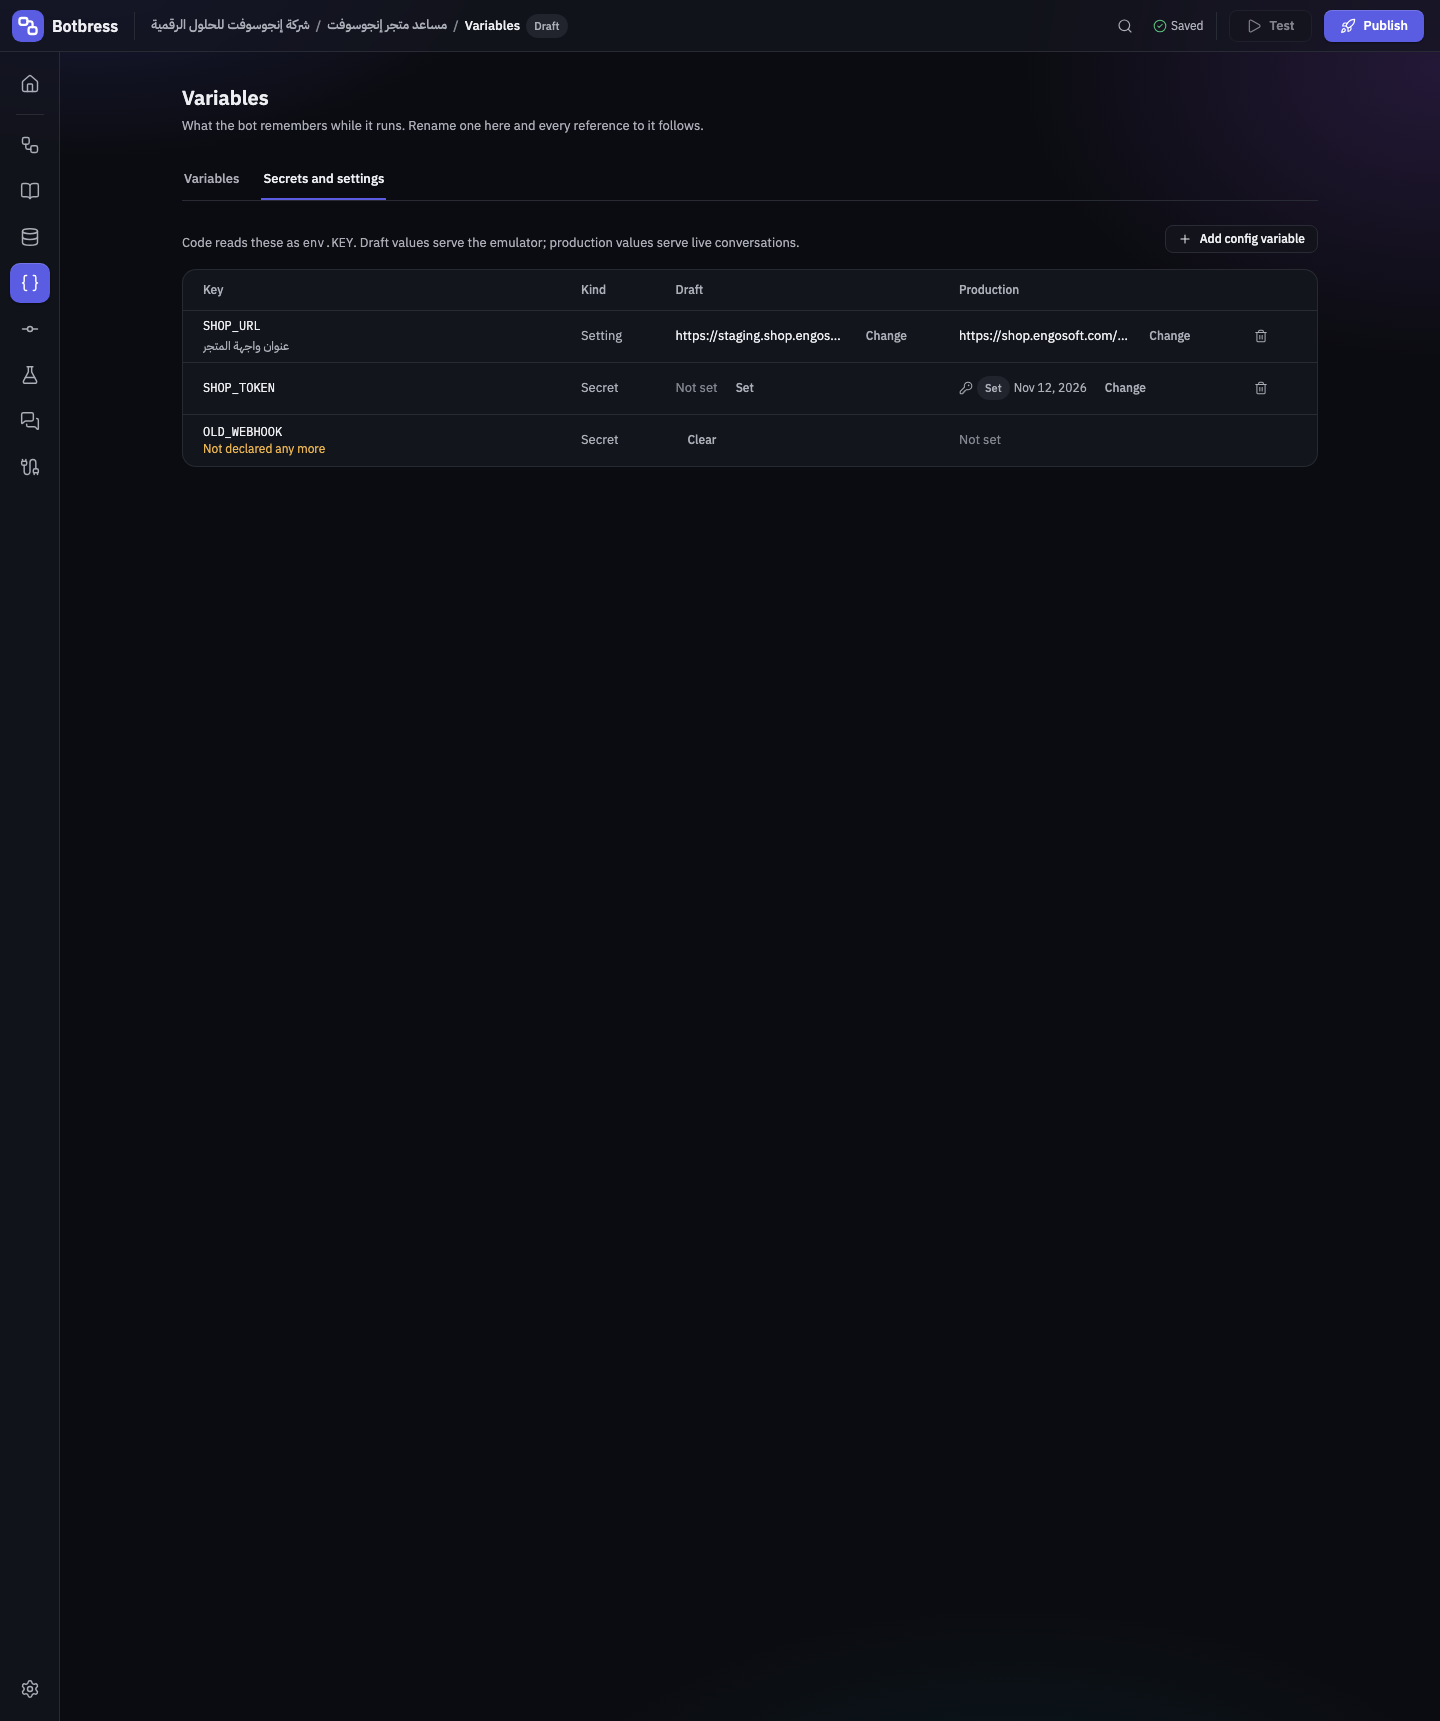 Botbress
شركة إنجوسوفت للحلول الرقمية / مساعد متجر إنجوسوفت / Variables Draft
Saved
Test
Publish
Variables
What the bot remembers while it runs. Rename one here and every reference to it follows.
Variables Secrets and settings
Code reads these as env.KEY. Draft values serve the emulator; production values serve live conversations.
Add config variable
Key Kind Draft Production
SHOP_URL
عنوان واجهة المتجر
Setting https://staging.shop.engos... Change https://shop.engosoft.com/... Change
SHOP_TOKEN Secret Not set Set Set Nov 12, 2026 Change
OLD_WEBHOOK
Not declared any more
Secret Clear Not set